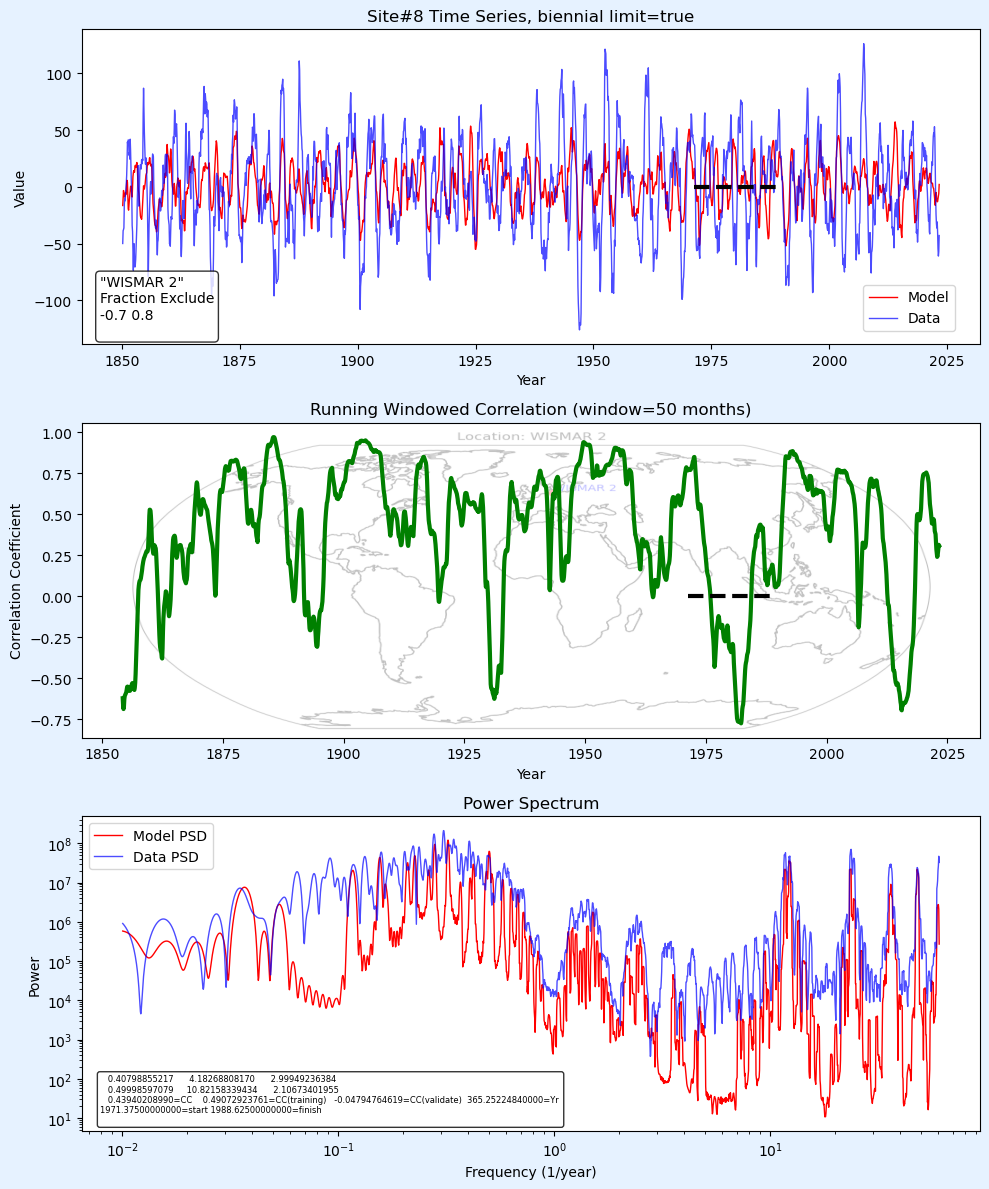 Site#8 Time Series, biennial limit=true
Value
100
50
0
−50
−100
"WISMAR 2"
Fraction Exclude
-0.7 0.8
Model
Data
1850 1875 1900 1925 1950 1975 2000 2025
Year
Running Windowed Correlation (window=50 months)
Correlation Coefficient
Location: WISMAR 2
WISMAR 2
1.00
0.75
0.50
0.25
0.00
−0.25
−0.50
−0.75
1850 1875 1900 1925 1950 1975 2000 2025
Year
Power Spectrum
Power
Model PSD
Data PSD
10⁸
10⁷
10⁶
10⁵
10⁴
10³
10²
10¹
0.40798855217 4.18268808170 2.99949236384
0.49998597079 10.82158339434 2.10673401955
0.43940208990=CC 0.49072923761=CC(training) -0.04794764619=CC(validate) 365.25224840000=Yr
1971.37500000000=start 1988.62500000000=finish
10⁻² 10⁻¹ 10⁰ 10¹
Frequency (1/year)